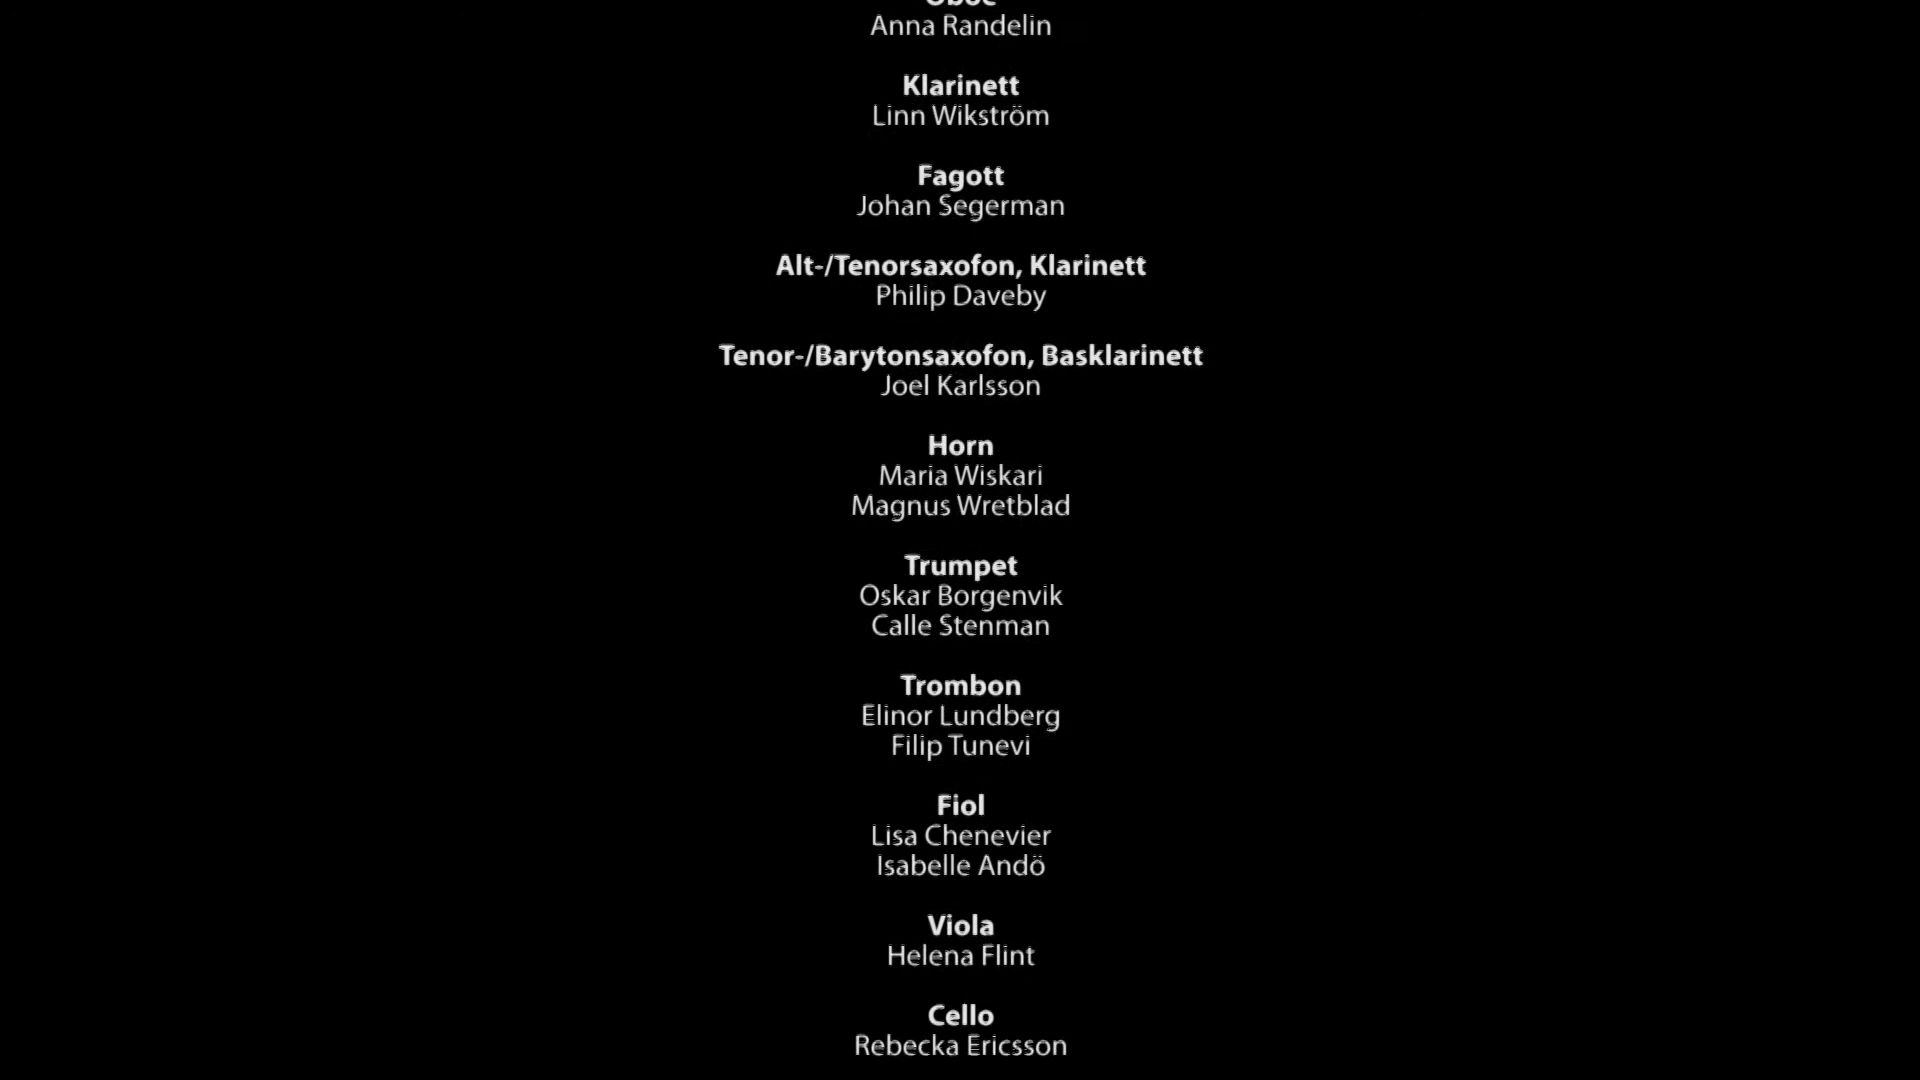 Oboe
Anna Randelin
Klarinett
Linn Wikström
Fagott
Johan Segerman
Alt-/Tenorsaxofon, Klarinett
Philip Daveby
Tenor-/Barytonsaxofon, Basklarinett
Joel Karlsson
Horn
Maria Wiskari
Magnus Wretblad
Trumpet
Oskar Borgenvik
Calle Stenman
Trombon
Elinor Lundberg
Filip Tunevi
Fiol
Lisa Chenevier
Isabelle Andö
Viola
Helena Flint
Cello
Rebecka Ericsson